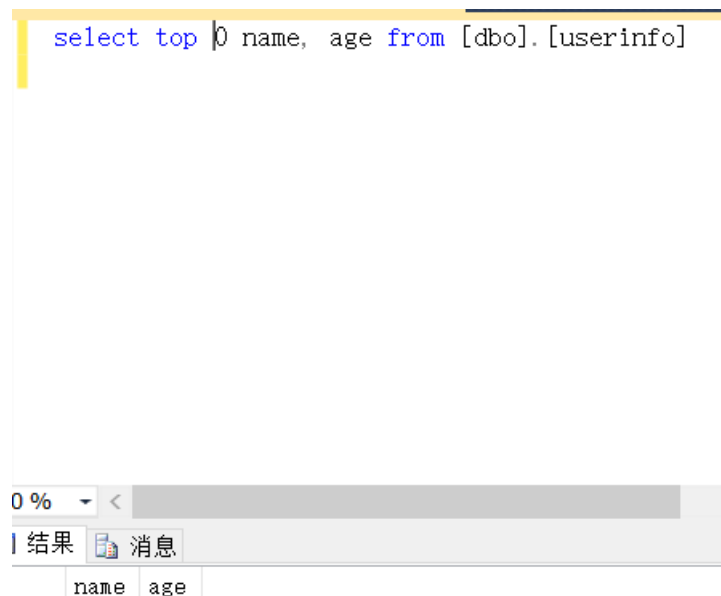 select top 0 name, age from [dbo].[userinfo]
0 %
结果 消息
name age